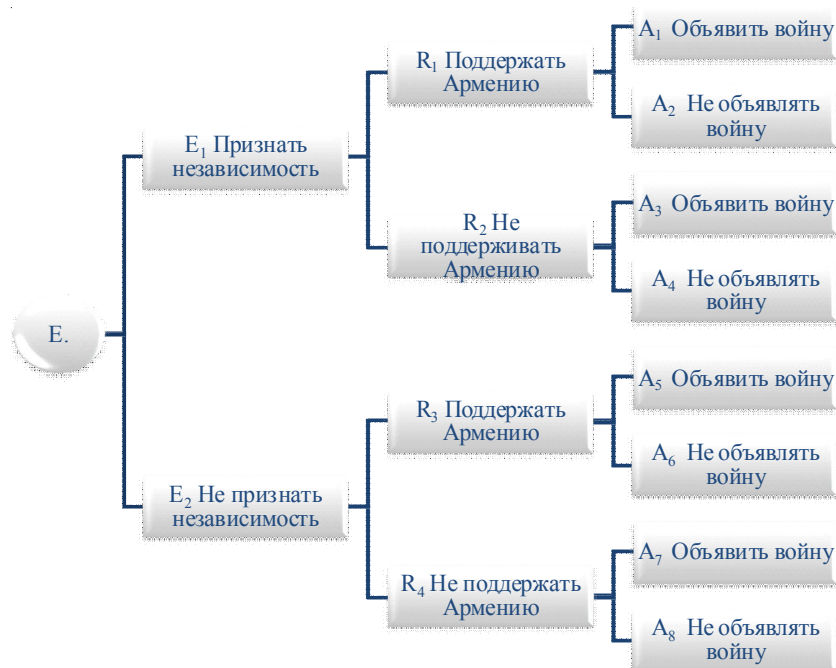 E.
E₁ Признать
независимость
R₁ Поддержать
Армению
A₁ Объявить войну
A₂ Не объявлять
войну
R₂ Не
поддерживать
Армению
A₃ Объявить войну
A₄ Не объявлять
войну
E₂ Не признать
независимость
R₃ Поддержать
Армению
A₅ Объявить войну
A₆ Не объявлять
войну
R₄ Не поддержать
Армению
A₇ Объявить войну
A₈ Не объявлять
войну